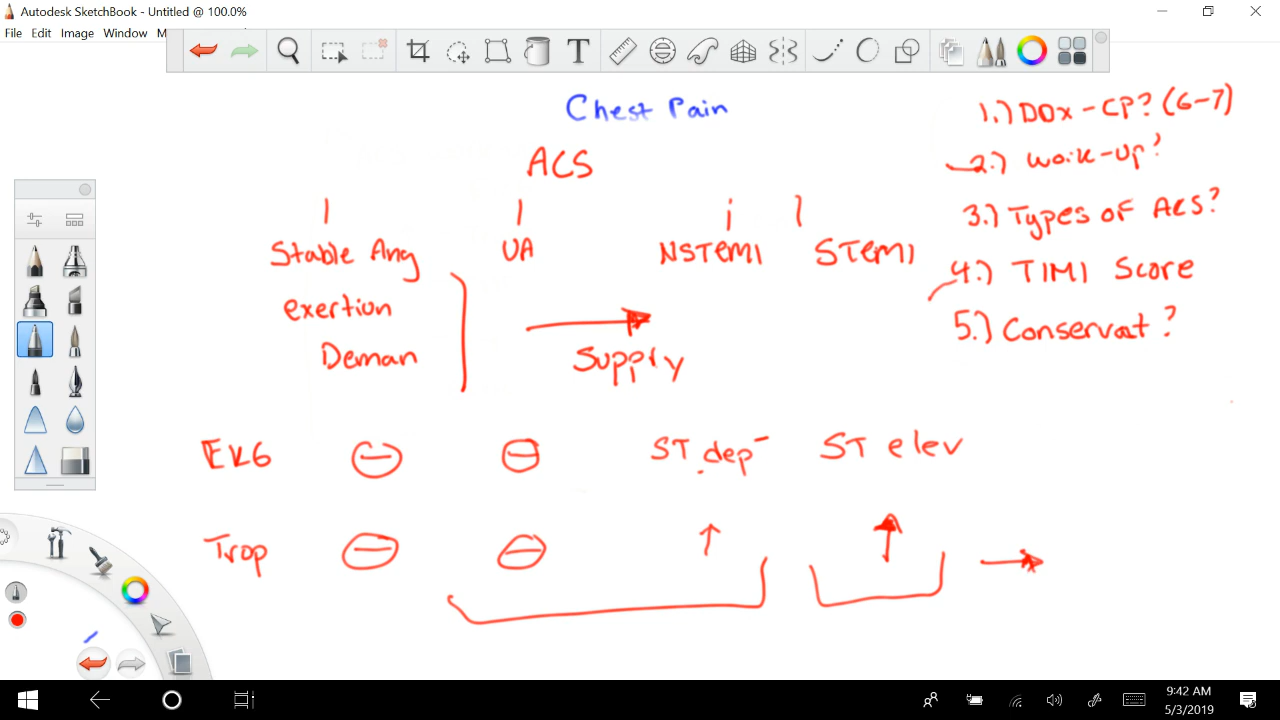 Autodesk SketchBook - Untitled @ 100.0%
File Edit Image Window M
T
Chest Pain
ACS
Stable Ang UA NSTEMI STEMI
exertion
Deman
Supply
1.) DDx - CP? (6-7)
2.) Work-up?
3.) Types of ACS?
4.) TIMI Score
5.) Conservat ?
EKG - - ST dep- ST elev
Trop - - ↑ ↑
9:42 AM
5/3/2019